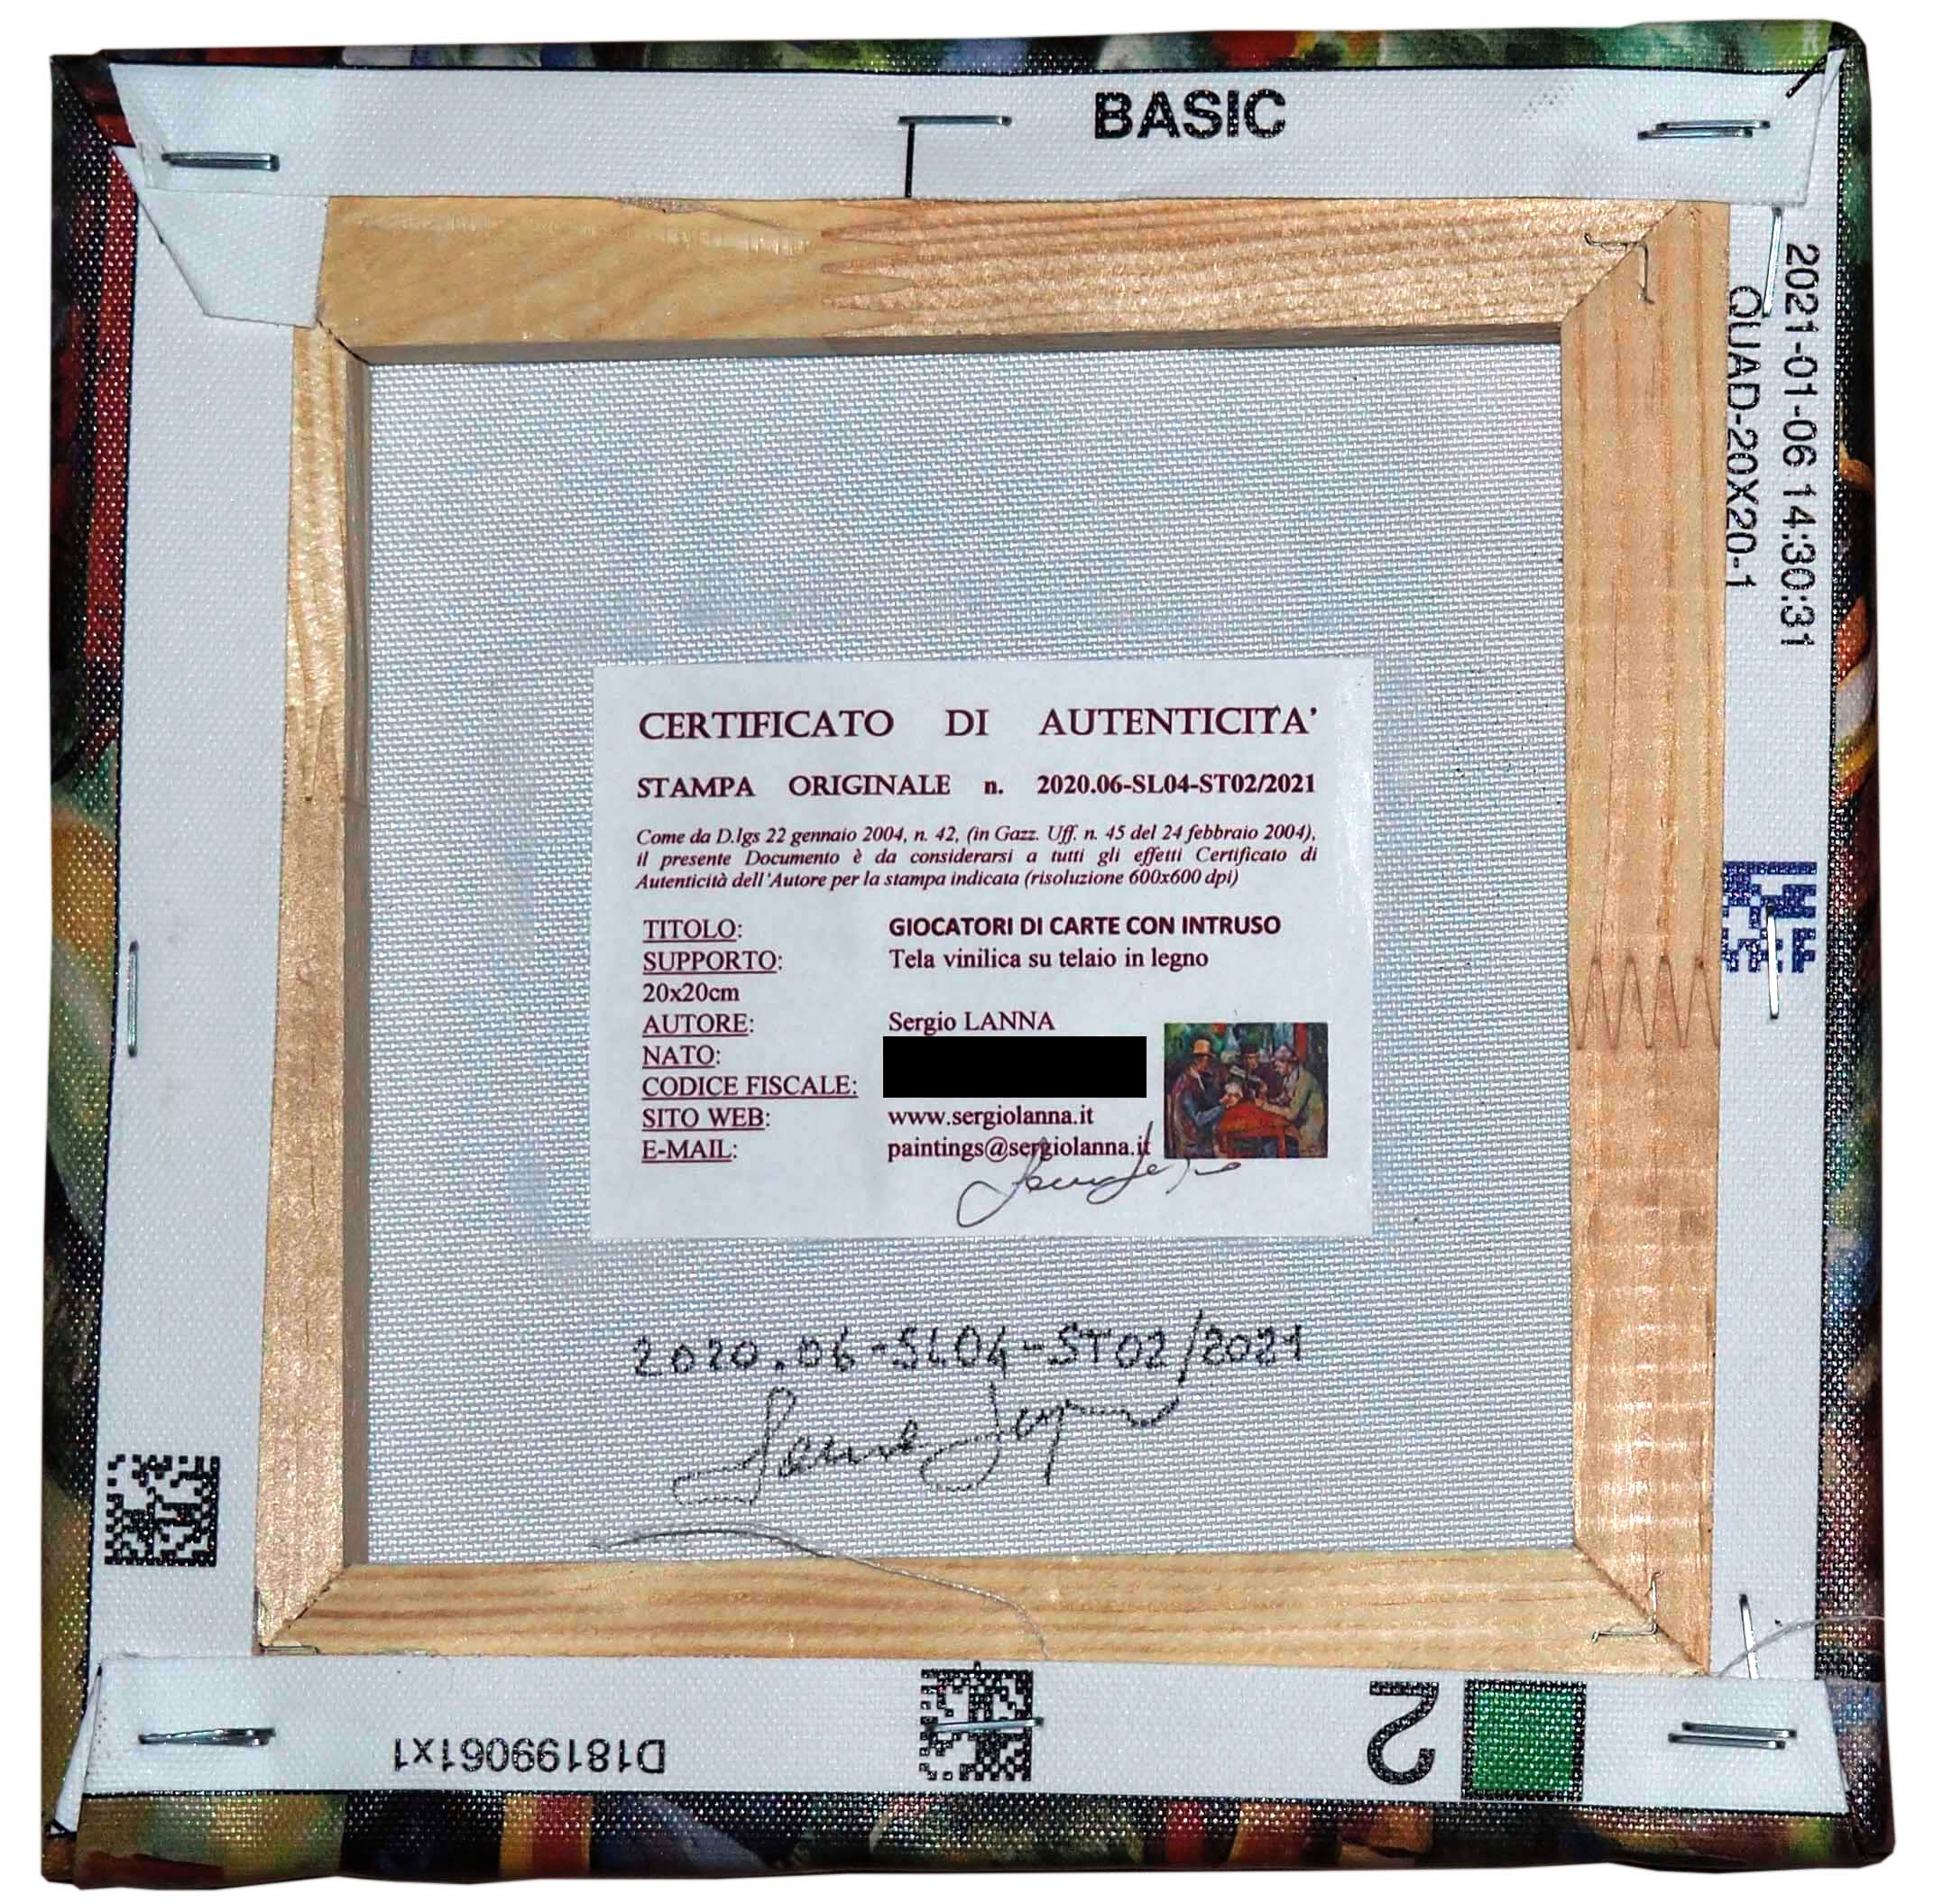 BASIC
2021-01-06 14:30:31
QUAD-20X20-1
CERTIFICATO DI AUTENTICITA’
STAMPA ORIGINALE n. 2020.06-SL04-ST02/2021
Come da D.lgs 22 gennaio 2004, n. 42, (in Gazz. Uff. n. 45 del 24 febbraio 2004),
il presente Documento è da considerarsi a tutti gli effetti Certificato di
Autenticità dell'Autore per la stampa indicata (risoluzione 600x600 dpi)
TITOLO: GIOCATORI DI CARTE CON INTRUSO
SUPPORTO: Tela vinilica su telaio in legno
20x20cm
AUTORE: Sergio LANNA
NATO:
CODICE FISCALE:
SITO WEB: www.sergiolanna.it
E-MAIL: paintings@sergiolanna.it
2020.06-SL04-ST02/2021
D18199061x1
2